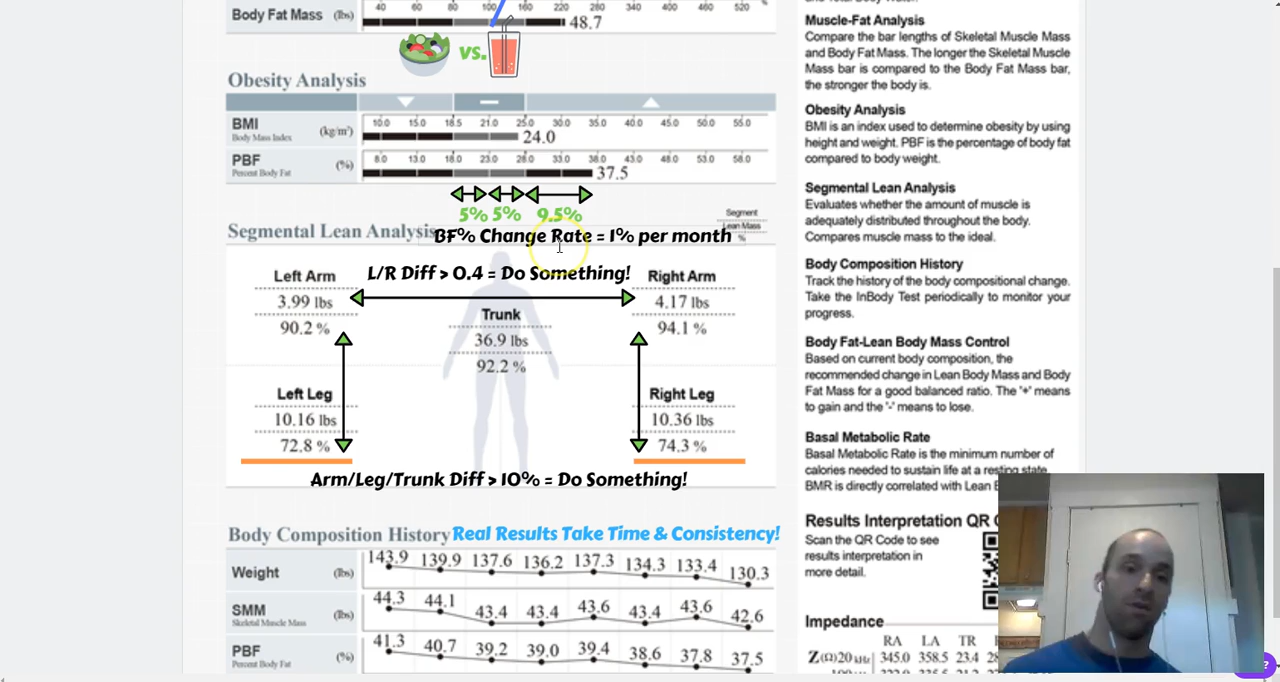 and Total Body Water.
Body Fat Mass (lbs) 40 60 80 100 160 220 280 340 400 460 520 %
48.7
VS.
Obesity Analysis
BMI Body Mass Index (kg/m²) 10.0 15.0 18.5 21.0 25.0 30.0 35.0 40.0 45.0 50.0 55.0
24.0
PBF Percent Body Fat (%) 8.0 13.0 18.0 23.0 28.0 33.0 38.0 43.0 48.0 53.0 58.0
37.5
5% 5% 9.5%
Segment
Lean Mass
%
Segmental Lean Analysis
BF% Change Rate = 1% per month
L/R Diff > 0.4 = Do Something!
Left Arm
3.99 lbs
90.2 %
Right Arm
4.17 lbs
94.1 %
Trunk
36.9 lbs
92.2 %
Left Leg
10.16 lbs
72.8 %
Right Leg
10.36 lbs
74.3 %
Arm/Leg/Trunk Diff > 10% = Do Something!
Body Composition History Real Results Take Time & Consistency!
Weight (lbs) 143.9 139.9 137.6 136.2 137.3 134.3 133.4 130.3
SMM Skeletal Muscle Mass (lbs) 44.3 44.1 43.4 43.4 43.6 43.4 43.6 42.6
PBF Percent Body Fat (%) 41.3 40.7 39.2 39.0 39.4 38.6 37.8 37.5
Muscle-Fat Analysis
Compare the bar lengths of Skeletal Muscle Mass
and Body Fat Mass. The longer the Skeletal Muscle
Mass bar is compared to the Body Fat Mass bar,
the stronger the body is.
Obesity Analysis
BMI is an index used to determine obesity by using
height and weight. PBF is the percentage of body fat
compared to body weight.
Segmental Lean Analysis
Evaluates whether the amount of muscle is
adequately distributed throughout the body.
Compares muscle mass to the ideal.
Body Composition History
Track the history of the body compositional change.
Take the InBody Test periodically to monitor your
progress.
Body Fat-Lean Body Mass Control
Based on current body composition, the
recommended change in Lean Body Mass and Body
Fat Mass for a good balanced ratio. The '+' means
to gain and the '-' means to lose.
Basal Metabolic Rate
Basal Metabolic Rate is the minimum number of
calories needed to sustain life at a resting state.
BMR is directly correlated with Lean
Results Interpretation QR
Scan the QR Code to see
results interpretation in
more detail.
Impedance
RA LA TR
Z(Ω)20 kHz 345.0 358.5 23.4